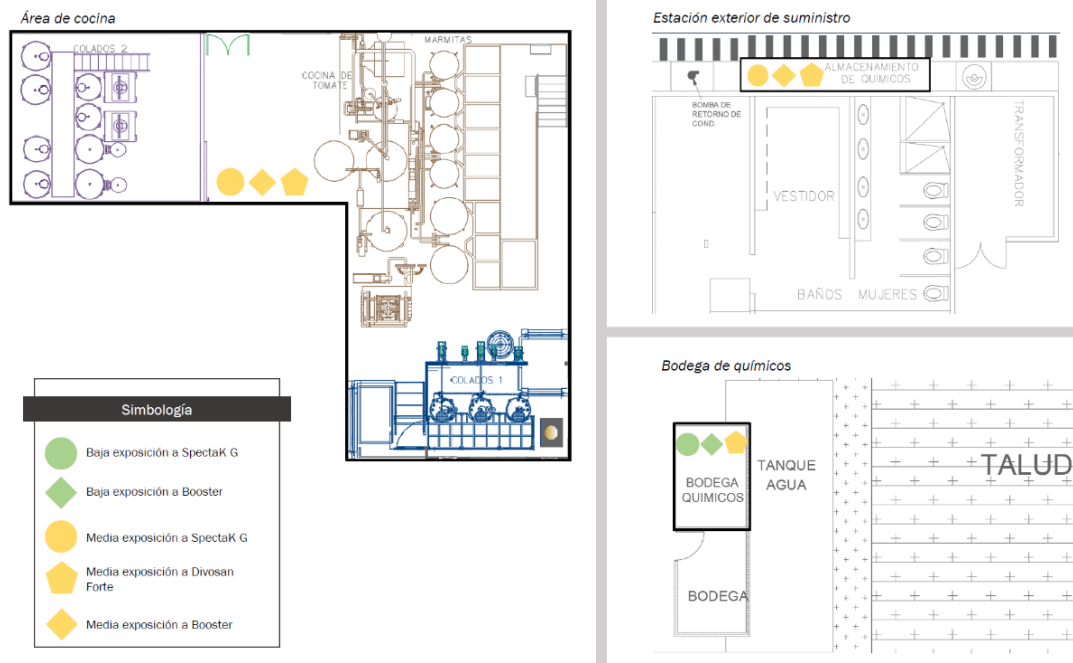 Área de cocina
COLADOS 2
MARMITAS
COCINA DE
TOMATE
COLADOS 1
Simbología
Baja exposición a SpectaK G
Baja exposición a Booster
Media exposición a SpectaK G
Media exposición a Divosan
Forte
Media exposición a Booster
Estación exterior de suministro
ALMACENAMIENTO
DE QUIMICOS
BOMBA DE
RETORNO DE
COND.
TRANSFORMADOR
VESTIDOR
BAÑOS MUJERES
Bodega de químicos
BODEGA
QUIMICOS
TANQUE
AGUA
TALUD
BODEGA